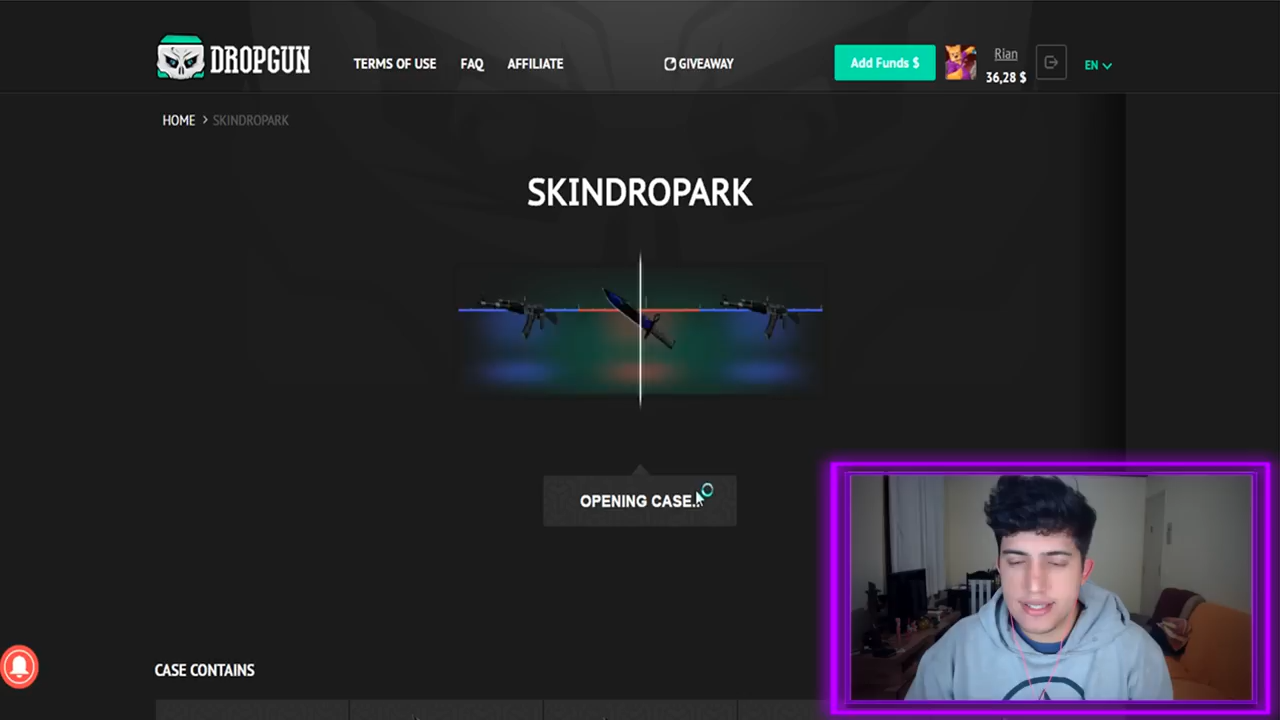 DROPGUN
TERMS OF USE
FAQ
AFFILIATE
GIVEAWAY
Add Funds $
Rian
36,28 $
EN
HOME > SKINDROPARK
SKINDROPARK
OPENING CASE..
CASE CONTAINS